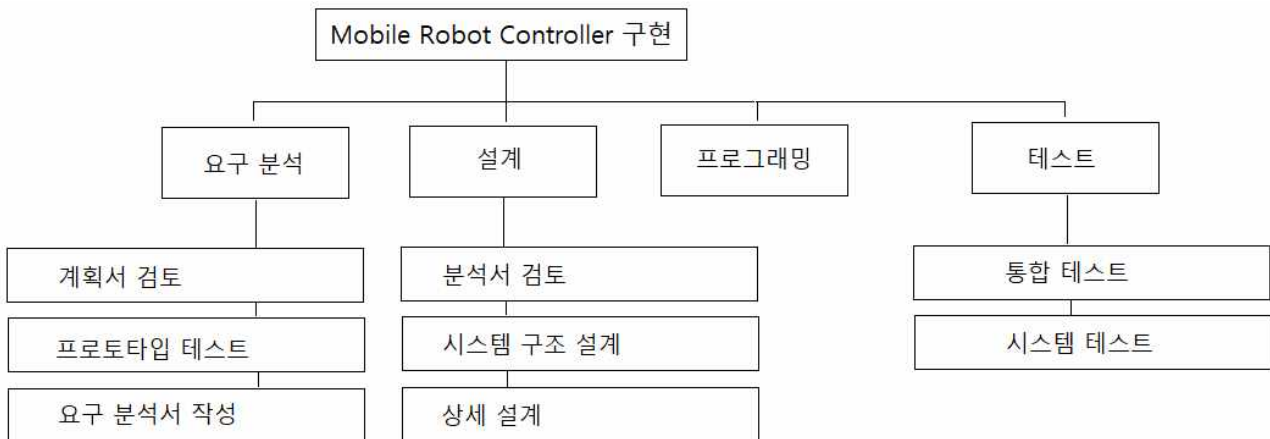 Mobile Robot Controller 구현
요구 분석
설계
프로그래밍
테스트
계획서 검토
분석서 검토
통합 테스트
프로토타입 테스트
시스템 구조 설계
시스템 테스트
요구 분석서 작성
상세 설계